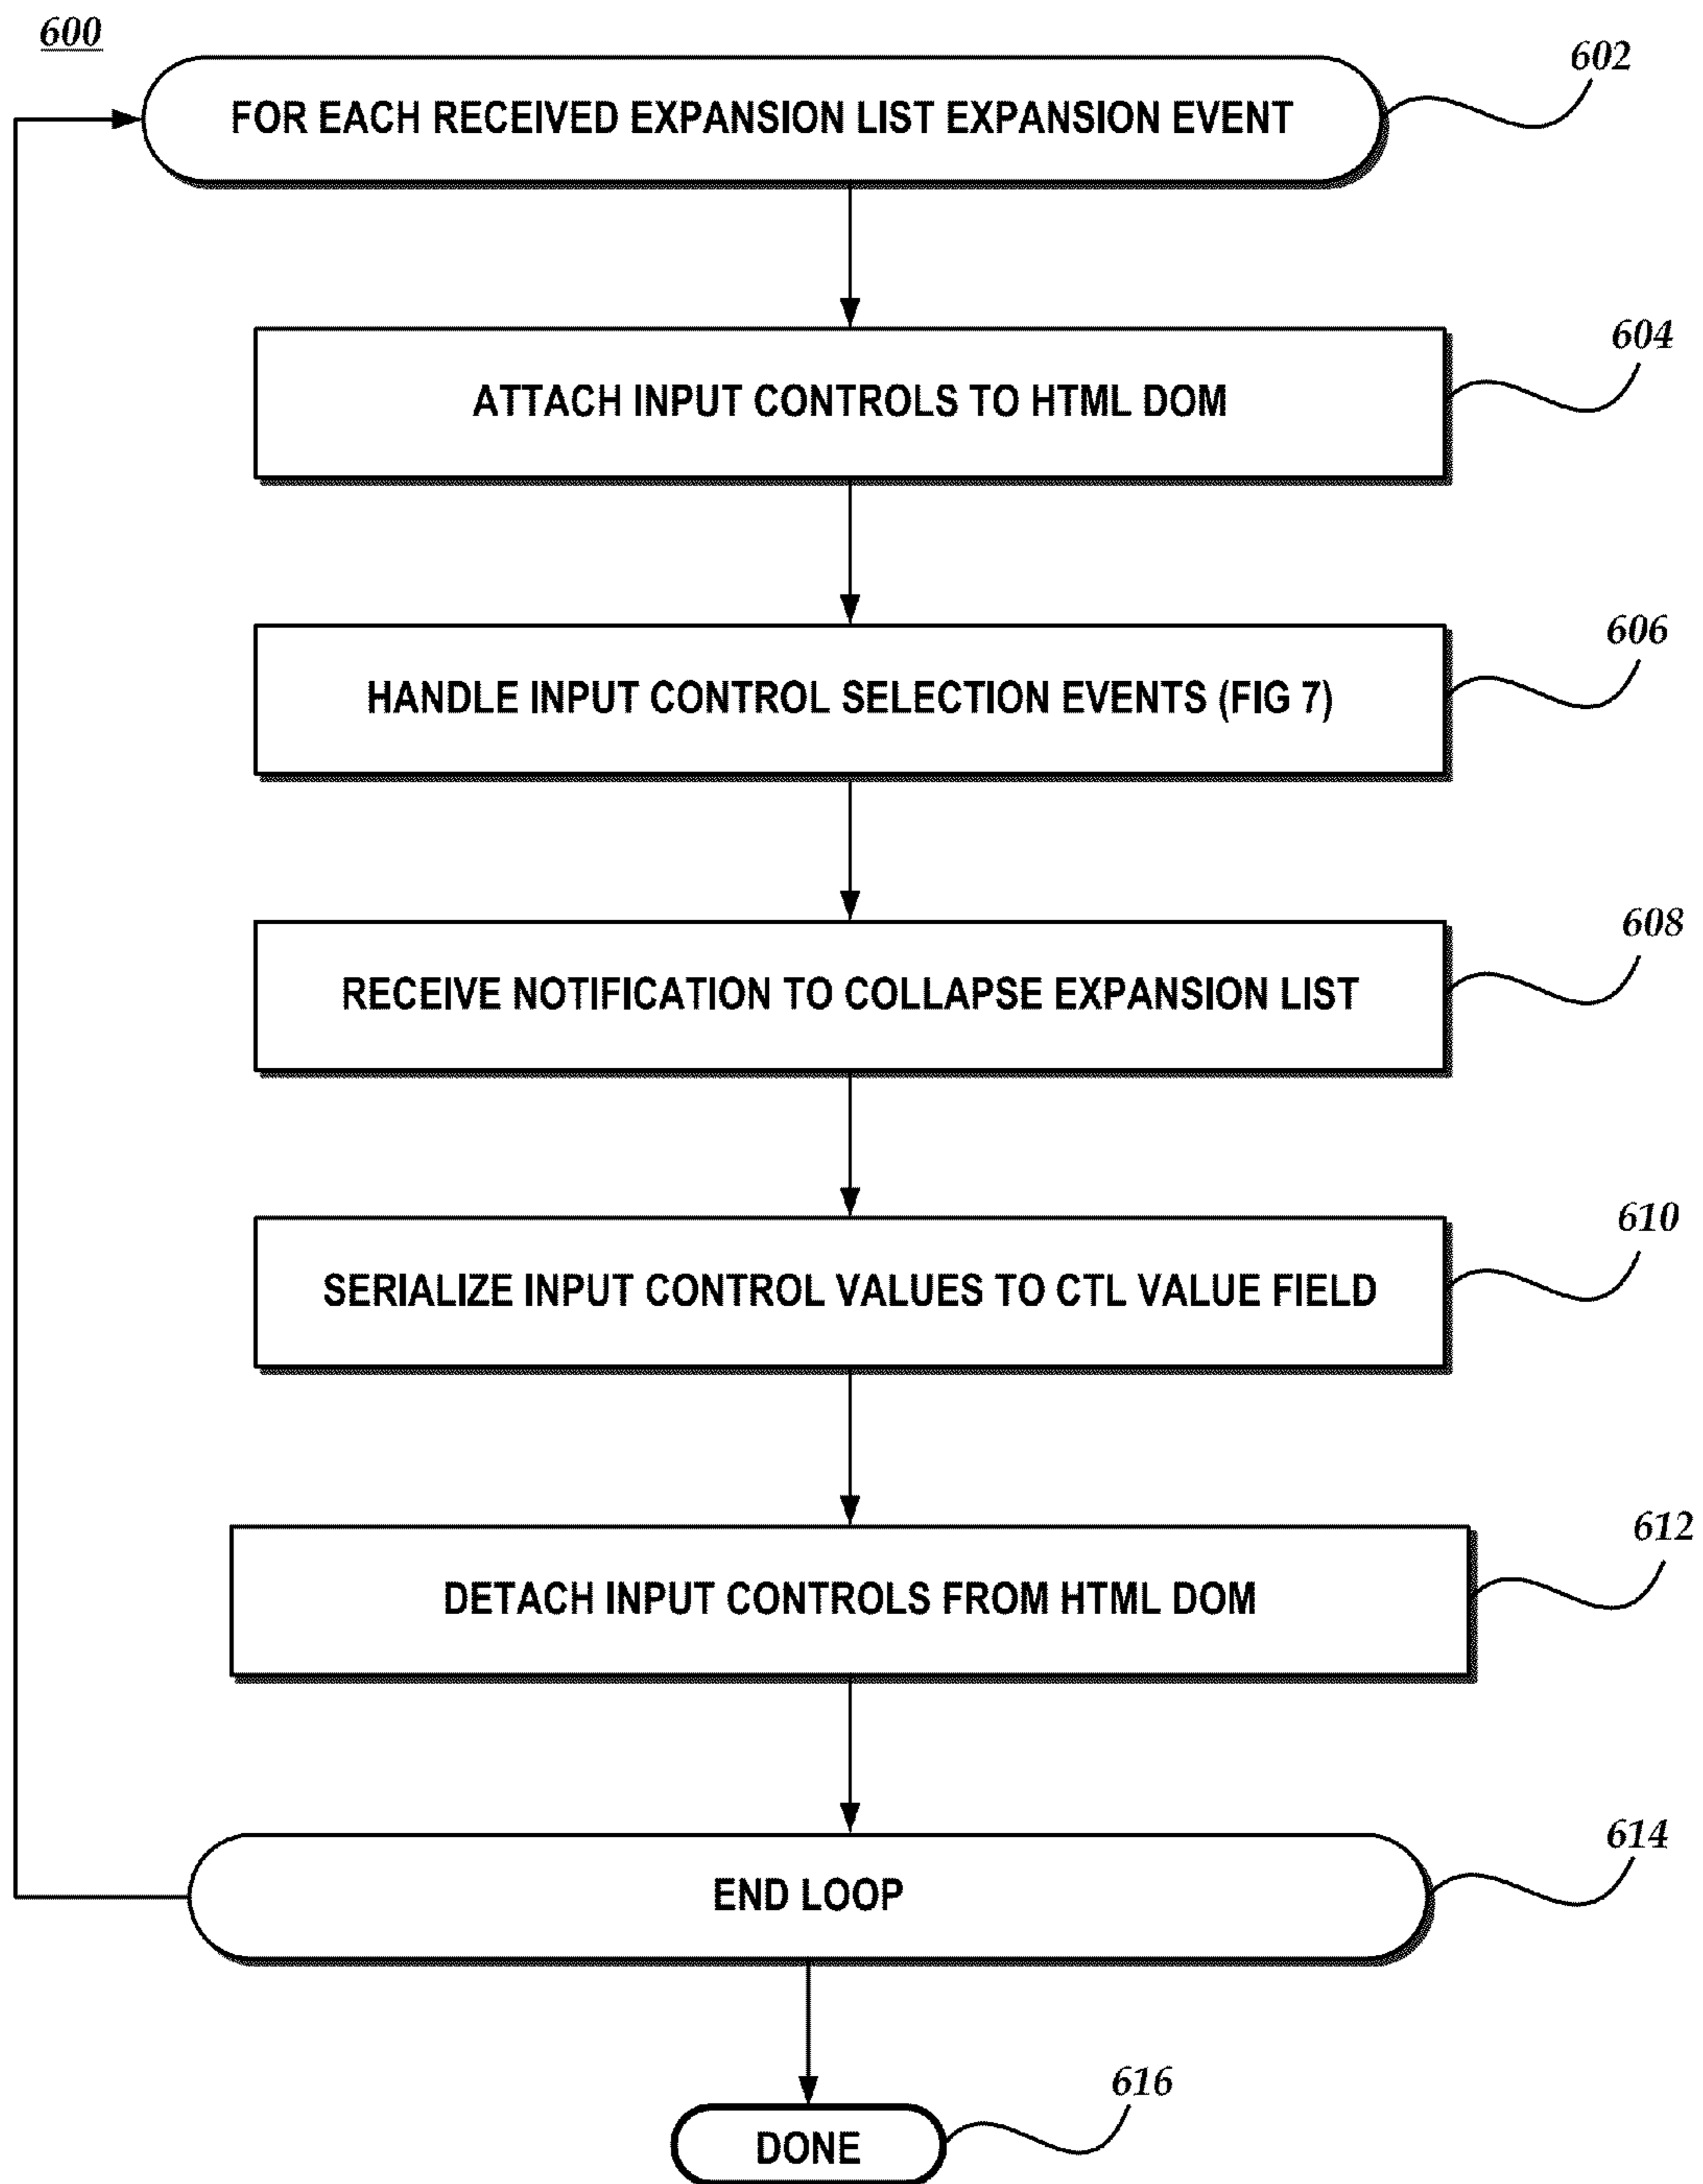 600
602
FOR EACH RECEIVED EXPANSION LIST EXPANSION EVENT
604
ATTACH INPUT CONTROLS TO HTML DOM
606
HANDLE INPUT CONTROL SELECTION EVENTS (FIG 7)
608
RECEIVE NOTIFICATION TO COLLAPSE EXPANSION LIST
610
SERIALIZE INPUT CONTROL VALUES TO CTL VALUE FIELD
612
DETACH INPUT CONTROLS FROM HTML DOM
614
END LOOP
616
DONE